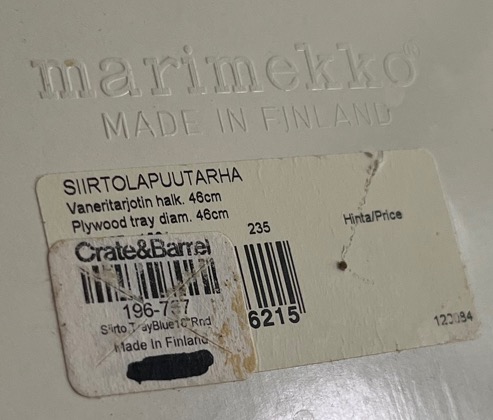 marimekko®
MADE IN FINLAND
SIIRTOLAPUUTARHA
Vaneritarjotin halk. 46cm
Plywood tray diam. 46cm
235
Hinta/Price
6215
Crate&Barrel
Made in Finland